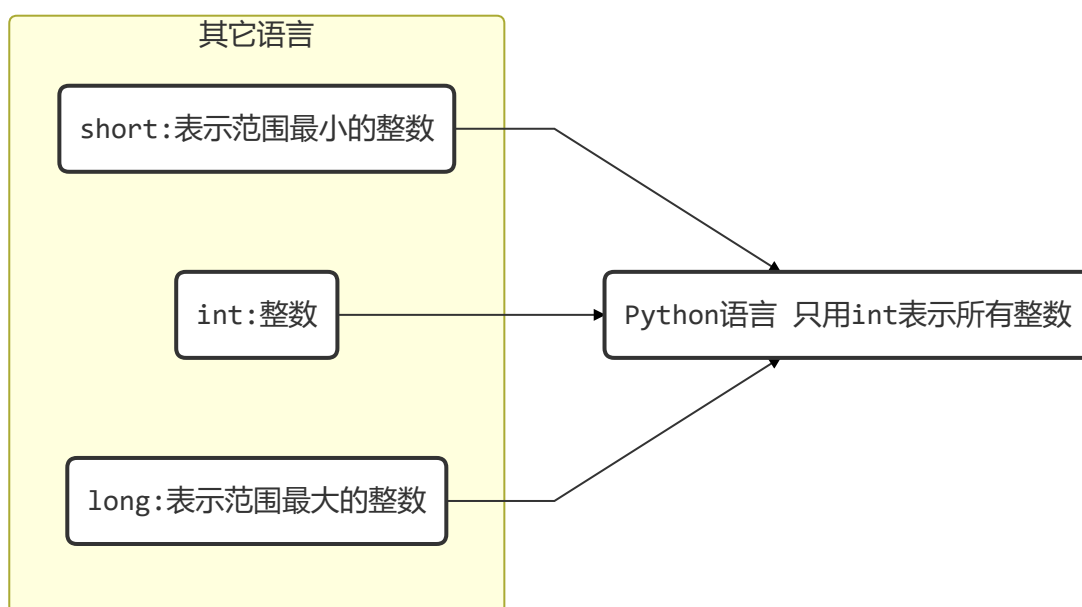 其它语言
short:表示范围最小的整数
int:整数
Python语言 只用int表示所有整数
long:表示范围最大的整数